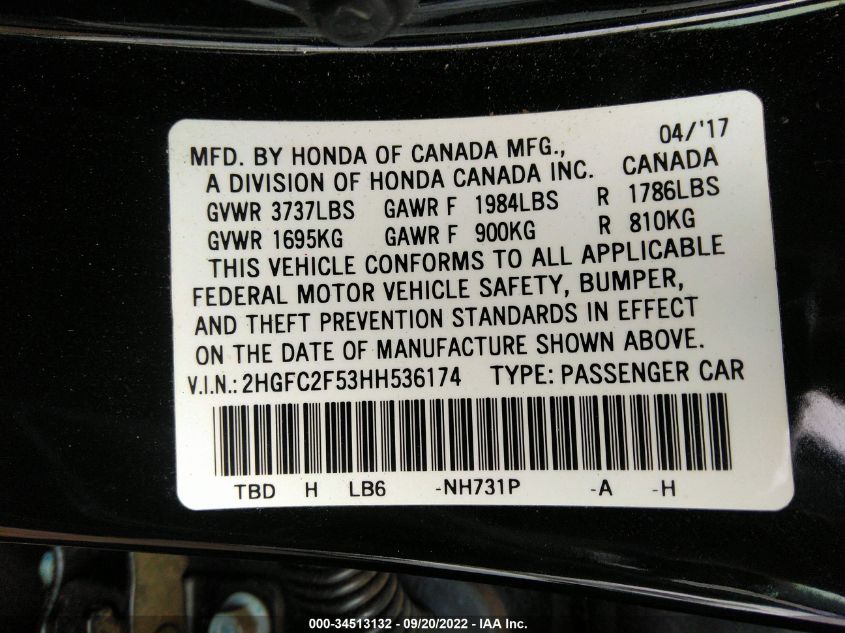 04/'17
MFD. BY HONDA OF CANADA MFG.,
A DIVISION OF HONDA CANADA INC. CANADA
GVWR 3737LBS GAWR F 1984LBS R 1786LBS
GVWR 1695KG GAWR F 900KG R 810KG
THIS VEHICLE CONFORMS TO ALL APPLICABLE
FEDERAL MOTOR VEHICLE SAFETY, BUMPER,
AND THEFT PREVENTION STANDARDS IN EFFECT
ON THE DATE OF MANUFACTURE SHOWN ABOVE.
V.I.N.: 2HGFC2F53HH536174 TYPE: PASSENGER CAR
TBD H LB6 -NH731P -A -H
000-34513132 - 09/20/2022 - IAA Inc.